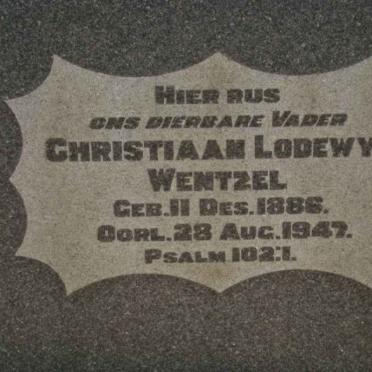 HIER RUS
ONS DIERBARE VADER
CHRISTIAAN LODEWY
WENTZEL
GEB. 11 DES. 1886.
OORL. 28 AUG. 1947.
PSALM 102:1.